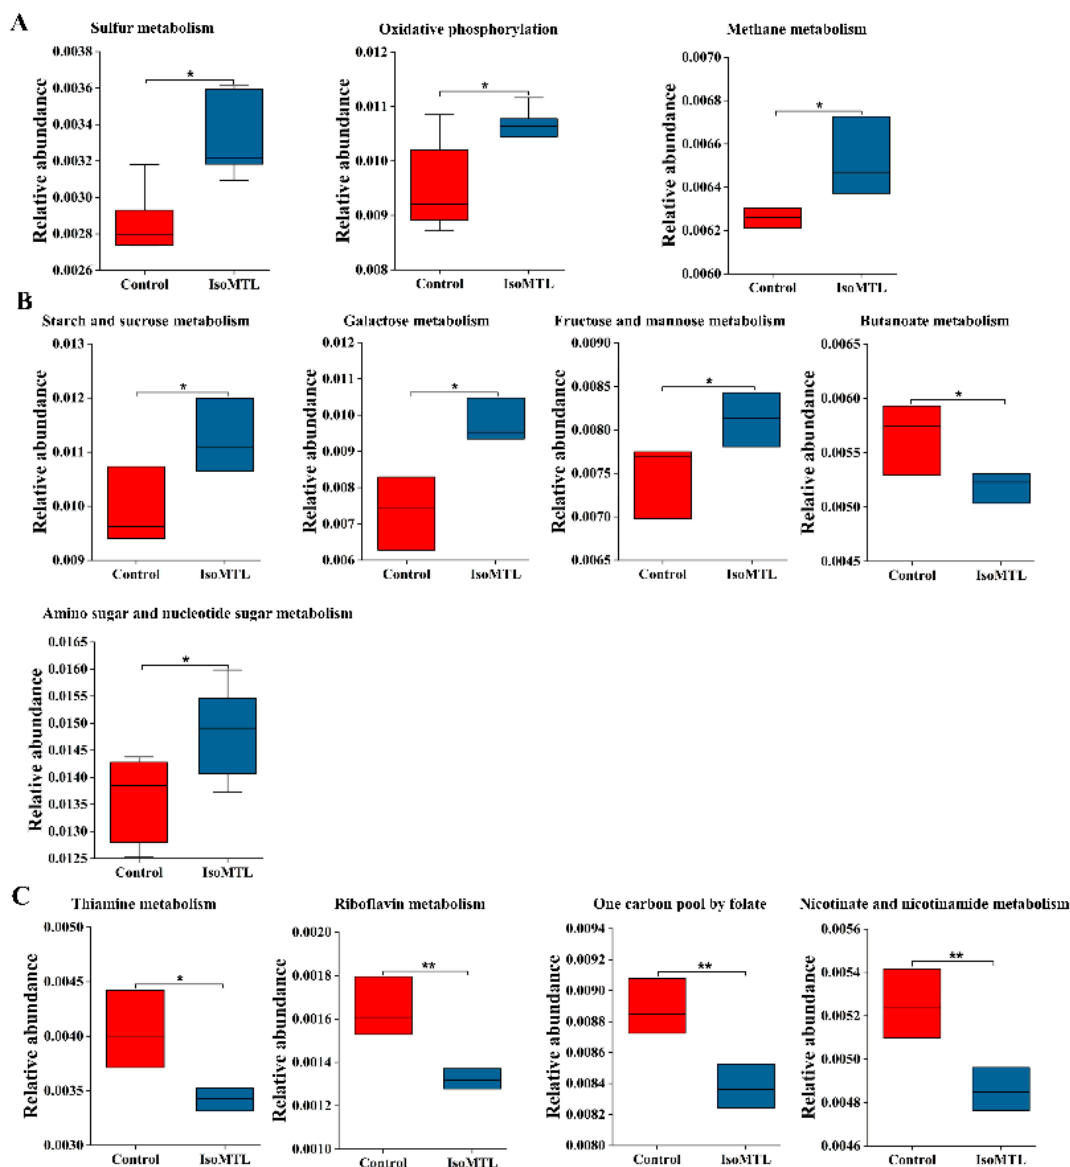 A
Sulfur metabolism
Relative abundance
0.0038
0.0036
0.0034
0.0032
0.0030
0.0028
0.0026
*
Control IsoMTL
Oxidative phosphorylation
Relative abundance
0.012
0.011
0.010
0.009
0.008
*
Control IsoMTL
Methane metabolism
Relative abundance
0.0070
0.0068
0.0066
0.0064
0.0062
0.0060
*
Control IsoMTL
B
Starch and sucrose metabolism
Relative abundance
0.013
0.012
0.011
0.010
0.009
*
Control IsoMTL
Galactose metabolism
Relative abundance
0.012
0.011
0.010
0.009
0.008
0.007
0.006
*
Control IsoMTL
Fructose and mannose metabolism
Relative abundance
0.0090
0.0085
0.0080
0.0075
0.0070
0.0065
*
Control IsoMTL
Butanoate metabolism
Relative abundance
0.0065
0.0060
0.0055
0.0050
0.0045
*
Control IsoMTL
Amino sugar and nucleotide sugar metabolism
Relative abundance
0.0165
0.0160
0.0155
0.0150
0.0145
0.0140
0.0135
0.0130
0.0125
*
Control IsoMTL
C
Thiamine metabolism
Relative abundance
0.0050
0.0045
0.0040
0.0035
0.0030
*
Control IsoMTL
Riboflavin metabolism
Relative abundance
0.0020
0.0018
0.0016
0.0014
0.0012
0.0010
**
Control IsoMTL
One carbon pool by folate
Relative abundance
0.0094
0.0092
0.0090
0.0088
0.0086
0.0084
0.0082
0.0080
**
Control IsoMTL
Nicotinate and nicotinamide metabolism
Relative abundance
0.0056
0.0054
0.0052
0.0050
0.0048
0.0046
**
Control IsoMTL